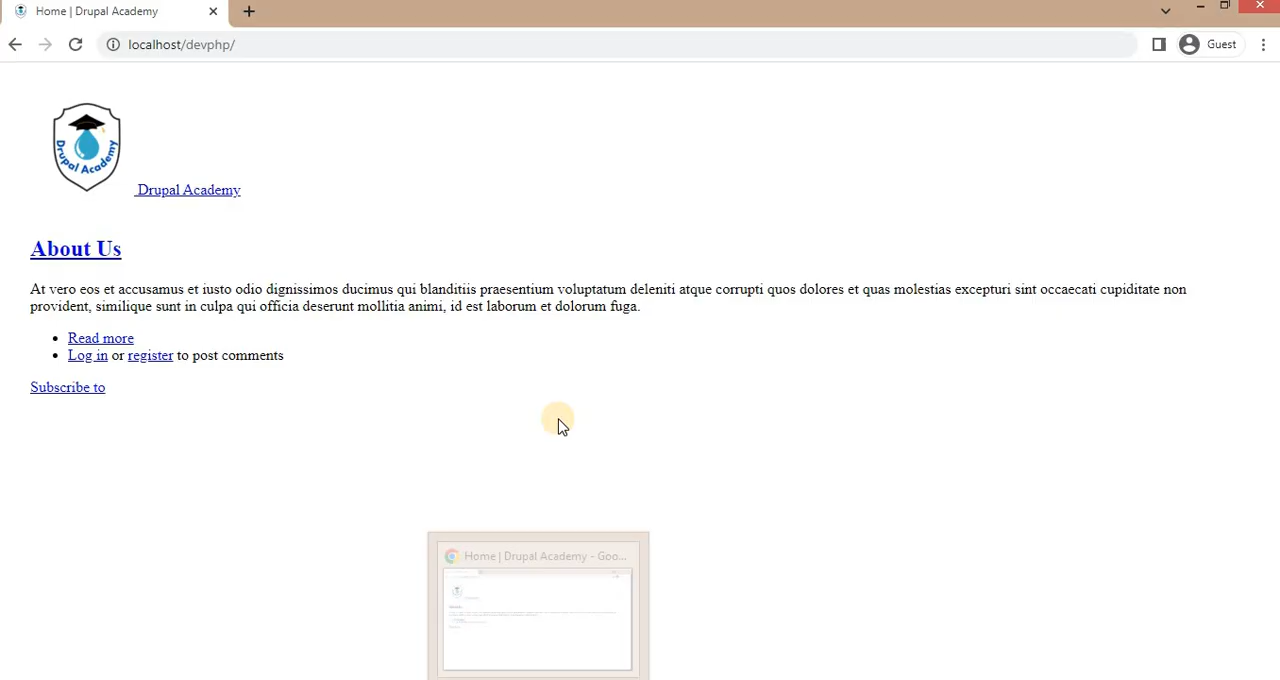 Home | Drupal Academy
localhost/devphp/
Guest
Drupal Academy
Drupal Academy
About Us
At vero eos et accusamus et iusto odio dignissimos ducimus qui blanditiis praesentium voluptatum deleniti atque corrupti quos dolores et quas molestias excepturi sint occaecati cupiditate non
provident, similique sunt in culpa qui officia deserunt mollitia animi, id est laborum et dolorum fuga.
Read more
Log in or register to post comments
Subscribe to
Home | Drupal Academy - Goo...